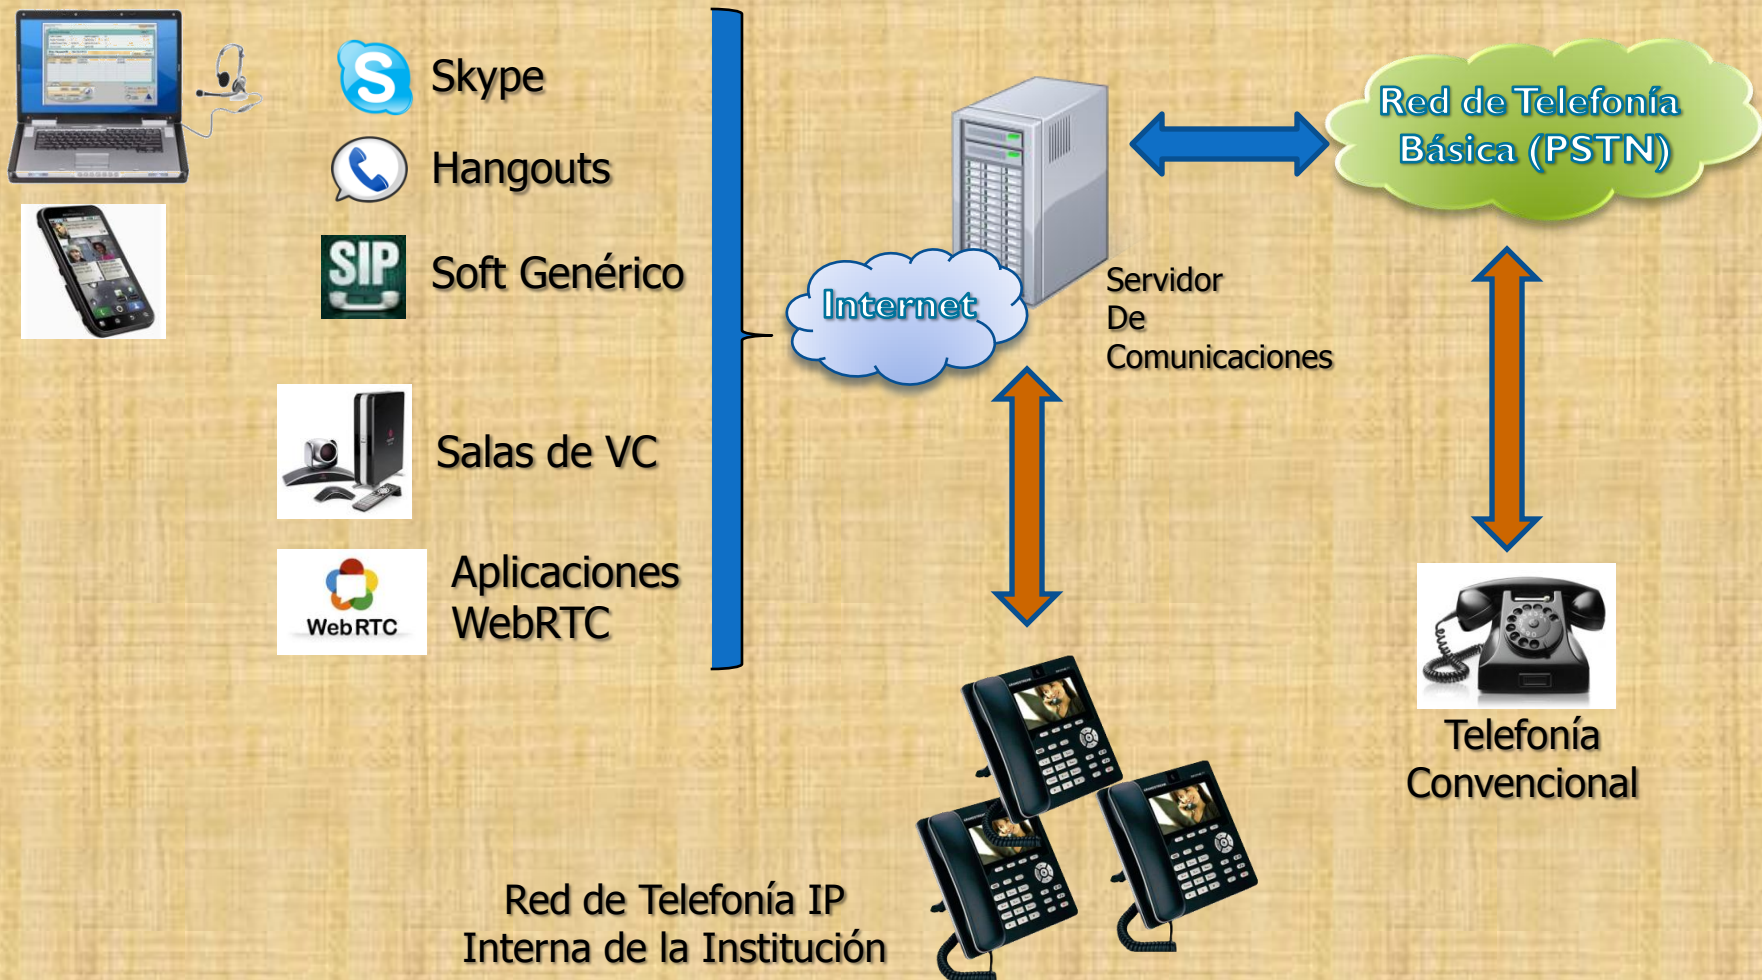 Skype
Hangouts
SIP
Soft Genérico
Salas de VC
WebRTC
Aplicaciones
WebRTC
Internet
Servidor
De
Comunicaciones
Red de Telefonía
Básica (PSTN)
Telefonía
Convencional
Red de Telefonía IP
Interna de la Institución